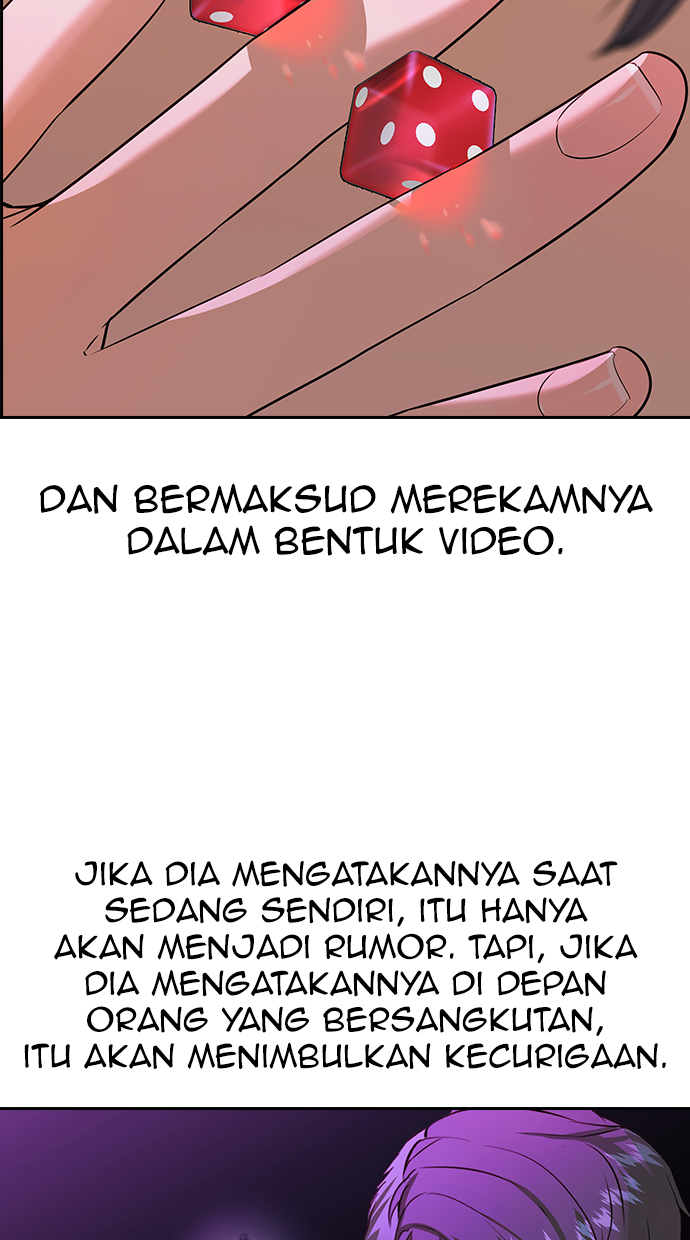 DAN BERMAKSUD MEREKAMNYA
DALAM BENTUK VIDEO.
JIKA DIA MENGATAKANNYA SAAT
SEDANG SENDIRI, ITU HANYA
AKAN MENJADI RUMOR. TAPI, JIKA
DIA MENGATAKANNYA DI DEPAN
ORANG YANG BERSANGKUTAN,
ITU AKAN MENIMBULKAN KECURIGAAN.